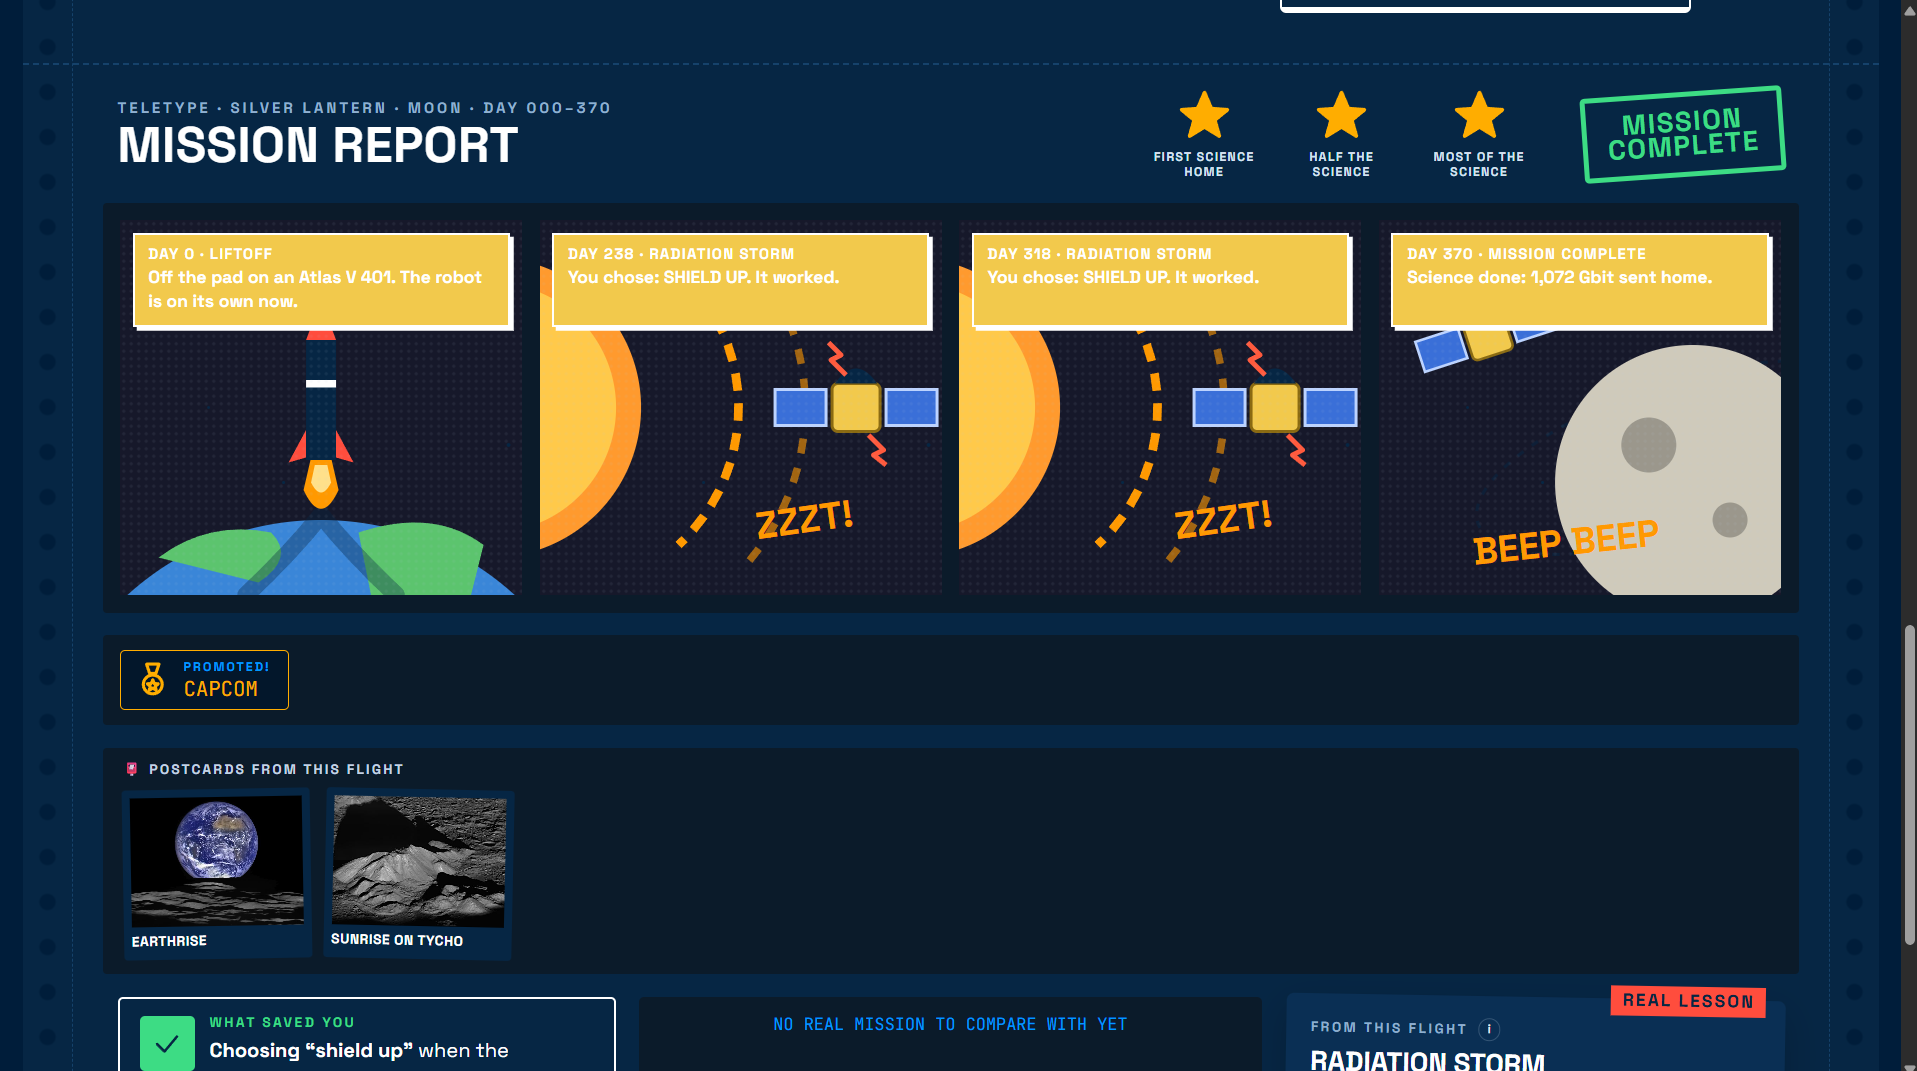 TELETYPE · SILVER LANTERN · MOON · DAY 000–370
MISSION REPORT
FIRST SCIENCE
HOME
HALF THE
SCIENCE
MOST OF THE
SCIENCE
MISSION
COMPLETE
DAY 0 · LIFTOFF
Off the pad on an Atlas V 401. The robot
is on its own now.
DAY 238 · RADIATION STORM
You chose: SHIELD UP. It worked.
ZZZT!
DAY 318 · RADIATION STORM
You chose: SHIELD UP. It worked.
ZZZT!
DAY 370 · MISSION COMPLETE
Science done: 1,072 Gbit sent home.
BEEP BEEP
PROMOTED!
CAPCOM
POSTCARDS FROM THIS FLIGHT
EARTHRISE
SUNRISE ON TYCHO
WHAT SAVED YOU
Choosing “shield up” when the
NO REAL MISSION TO COMPARE WITH YET
REAL LESSON
FROM THIS FLIGHT i
RADIATION STORM